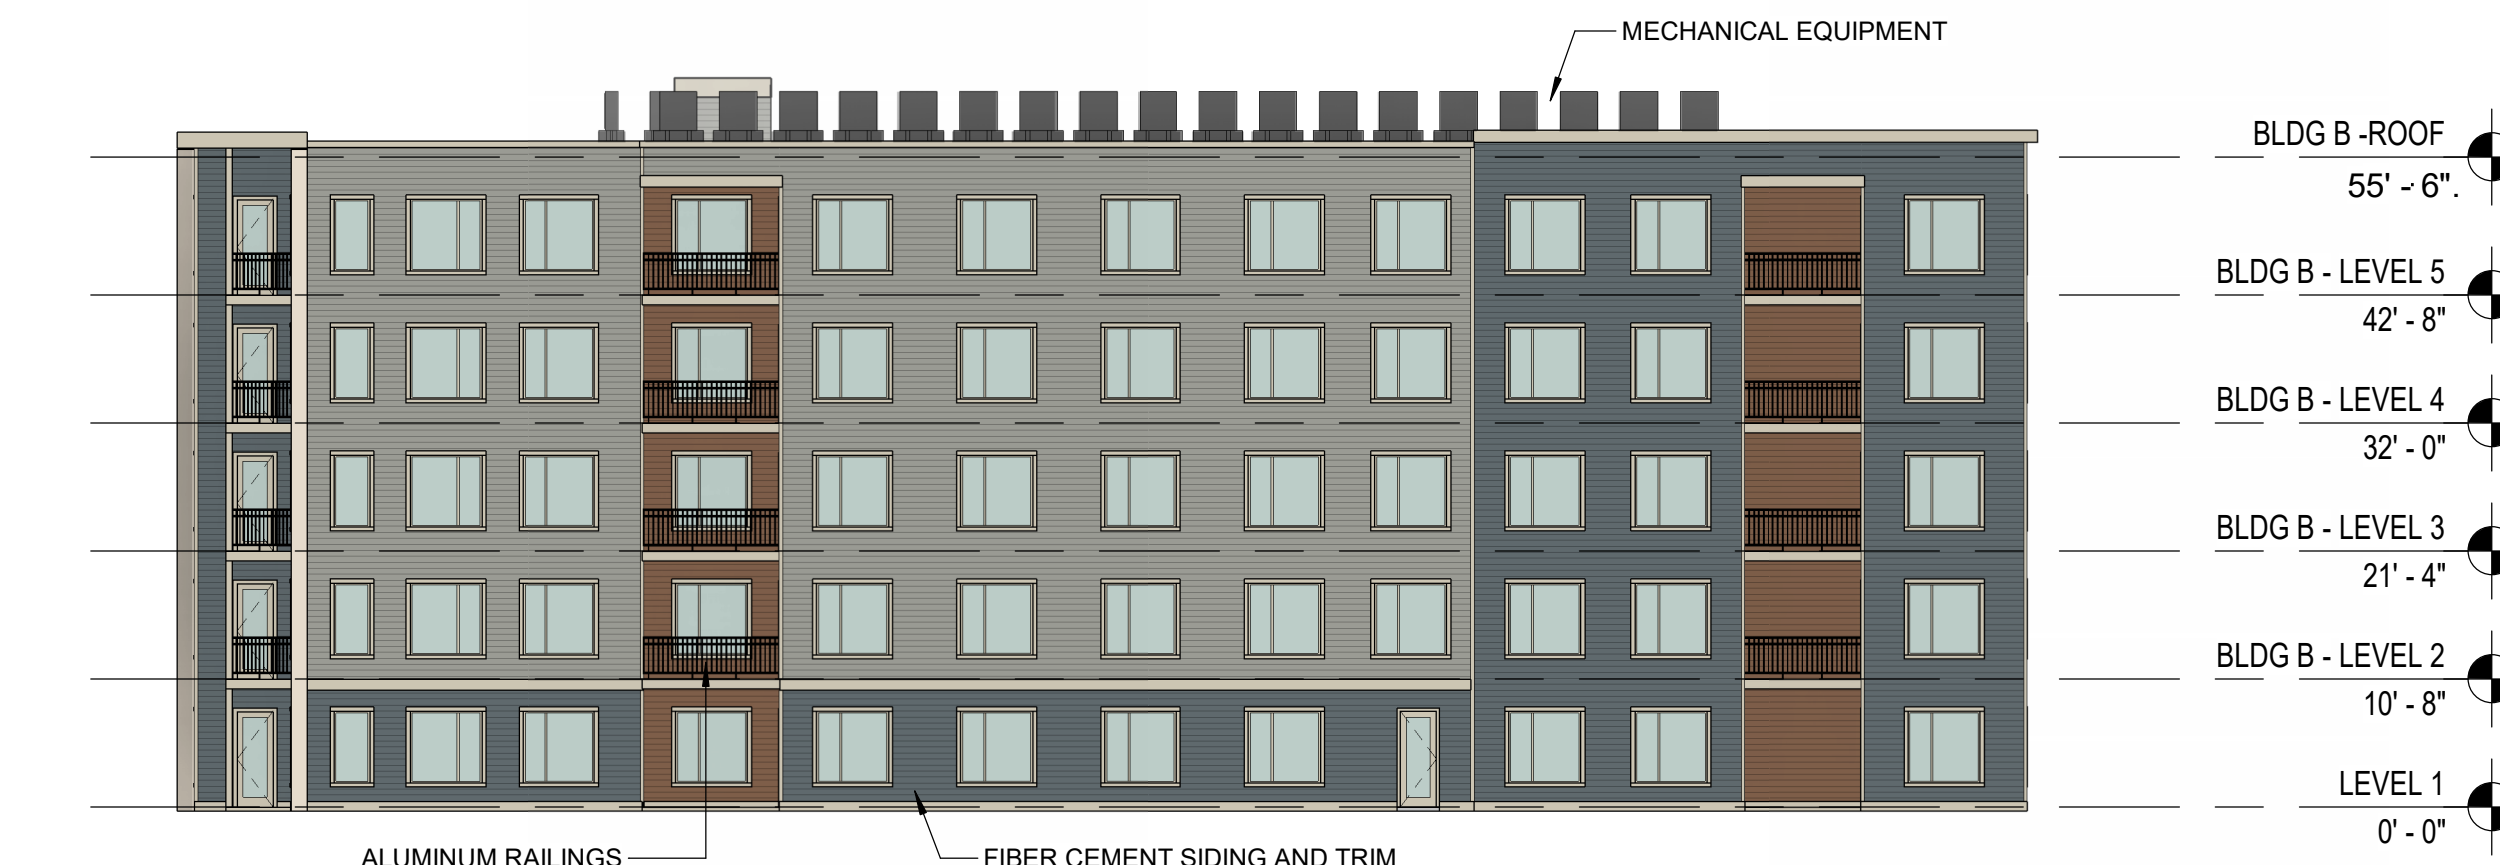 MECHANICAL EQUIPMENT
BLDG B -ROOF
55' - 6".
BLDG B - LEVEL 5
42' - 8"
BLDG B - LEVEL 4
32' - 0"
BLDG B - LEVEL 3
21' - 4"
BLDG B - LEVEL 2
10' - 8"
LEVEL 1
0' - 0"
ALUMINUM RAILINGS
FIBER CEMENT SIDING AND TRIM